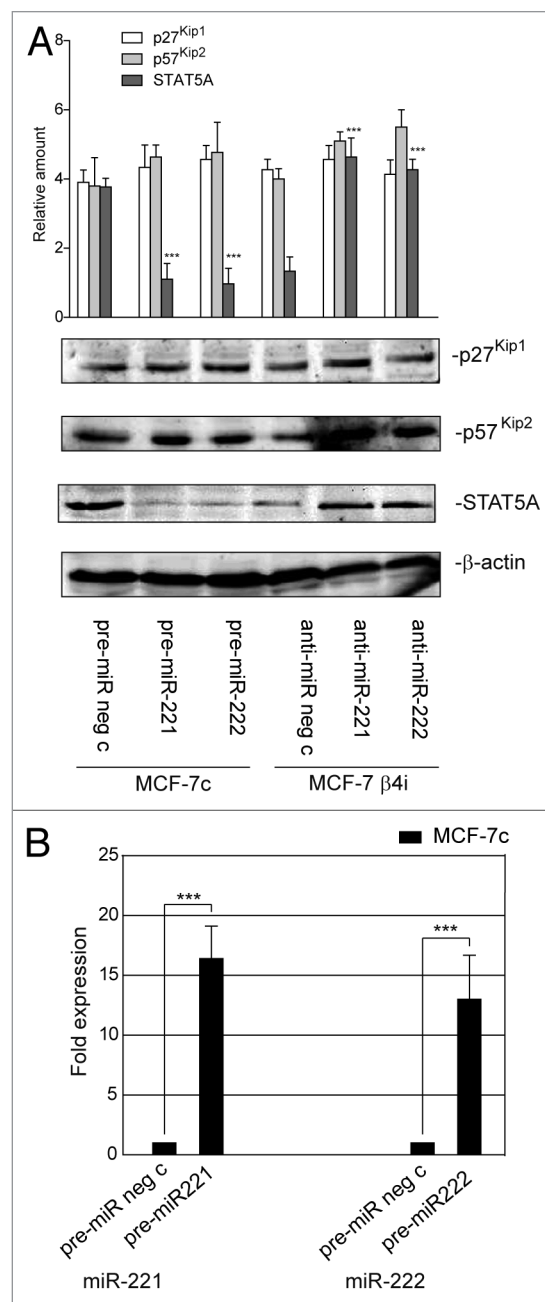 A
p27Kip1
p57Kip2
STAT5A
8
6
4
2
0
Relative amount
***
***
***
***
-p27Kip1
-p57Kip2
-STAT5A
-β-actin
pre-miR neg c
pre-miR-221
pre-miR-222
anti-miR neg c
anti-miR-221
anti-miR-222
MCF-7c
MCF-7 β4i
B
MCF-7c
25
20
15
10
5
0
Fold expression
***
***
pre-miR neg c
pre-miR221
pre-miR neg c
pre-miR222
miR-221
miR-222